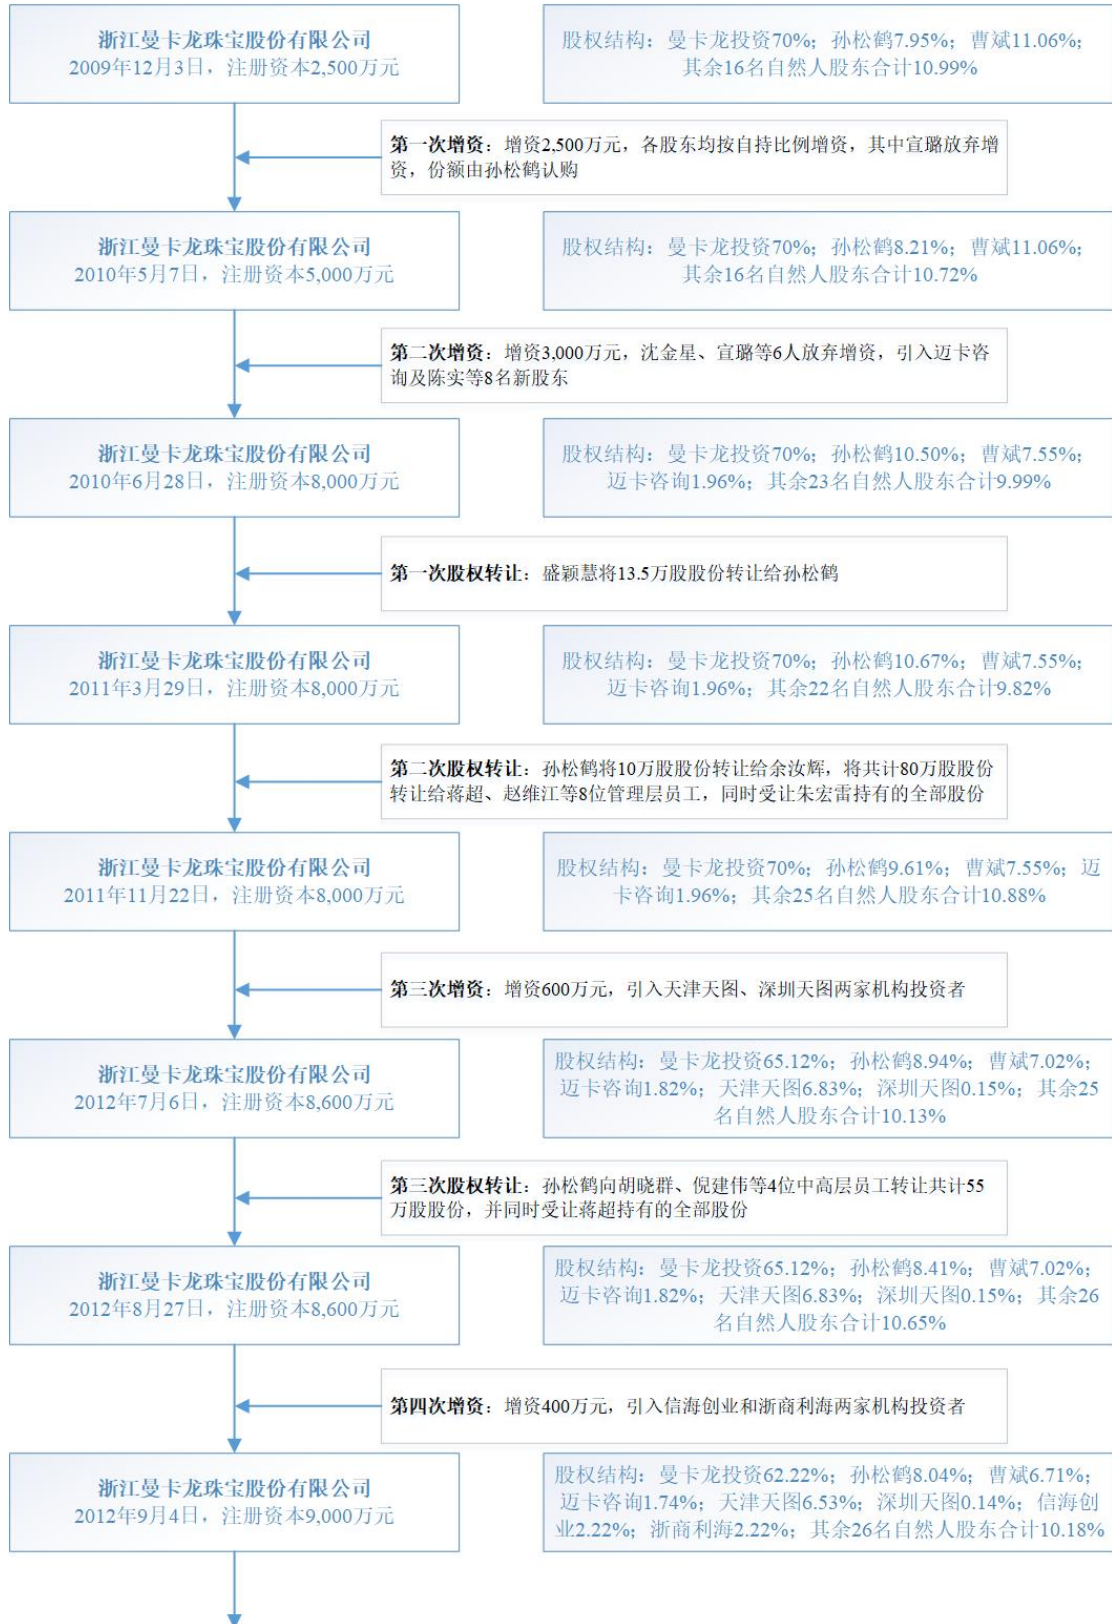 浙江曼卡龙珠宝股份有限公司
2009年12月3日，注册资本2,500万元
股权结构：曼卡龙投资70%；孙松鹤7.95%；曹斌11.06%；
其余16名自然人股东合计10.99%
第一次增资：增资2,500万元，各股东均按自持比例增资，其中宣璐放弃增
资，份额由孙松鹤认购
浙江曼卡龙珠宝股份有限公司
2010年5月7日，注册资本5,000万元
股权结构：曼卡龙投资70%；孙松鹤8.21%；曹斌11.06%；
其余16名自然人股东合计10.72%
第二次增资：增资3,000万元，沈金星、宣璐等6人放弃增资，引入迈卡咨
询及陈实等8名新股东
浙江曼卡龙珠宝股份有限公司
2010年6月28日，注册资本8,000万元
股权结构：曼卡龙投资70%；孙松鹤10.50%；曹斌7.55%；
迈卡咨询1.96%；其余23名自然人股东合计9.99%
第一次股权转让：盛颖慧将13.5万股股份转让给孙松鹤
浙江曼卡龙珠宝股份有限公司
2011年3月29日，注册资本8,000万元
股权结构：曼卡龙投资70%；孙松鹤10.67%；曹斌7.55%；
迈卡咨询1.96%；其余22名自然人股东合计9.82%
第二次股权转让：孙松鹤将10万股股份转让给余汝辉，将共计80万股股份
转让给蒋超、赵维江等8位管理层员工，同时受让朱宏雷持有的全部股份
浙江曼卡龙珠宝股份有限公司
2011年11月22日，注册资本8,000万元
股权结构：曼卡龙投资70%；孙松鹤9.61%；曹斌7.55%；迈
卡咨询1.96%；其余25名自然人股东合计10.88%
第三次增资：增资600万元，引入天津天图、深圳天图两家机构投资者
浙江曼卡龙珠宝股份有限公司
2012年7月6日，注册资本8,600万元
股权结构：曼卡龙投资65.12%；孙松鹤8.94%；曹斌7.02%；
迈卡咨询1.82%；天津天图6.83%；深圳天图0.15%；其余25
名自然人股东合计10.13%
第三次股权转让：孙松鹤向胡晓群、倪建伟等4位中高层员工转让共计55
万股股份，并同时受让蒋超持有的全部股份
浙江曼卡龙珠宝股份有限公司
2012年8月27日，注册资本8,600万元
股权结构：曼卡龙投资65.12%；孙松鹤8.41%；曹斌7.02%；
迈卡咨询1.82%；天津天图6.83%；深圳天图0.15%；其余26
名自然人股东合计10.65%
第四次增资：增资400万元，引入信海创业和浙商利海两家机构投资者
浙江曼卡龙珠宝股份有限公司
2012年9月4日，注册资本9,000万元
股权结构：曼卡龙投资62.22%；孙松鹤8.04%；曹斌6.71%；
迈卡咨询1.74%；天津天图6.53%；深圳天图0.14%；信海创
业2.22%；浙商利海2.22%；其余26名自然人股东合计10.18%